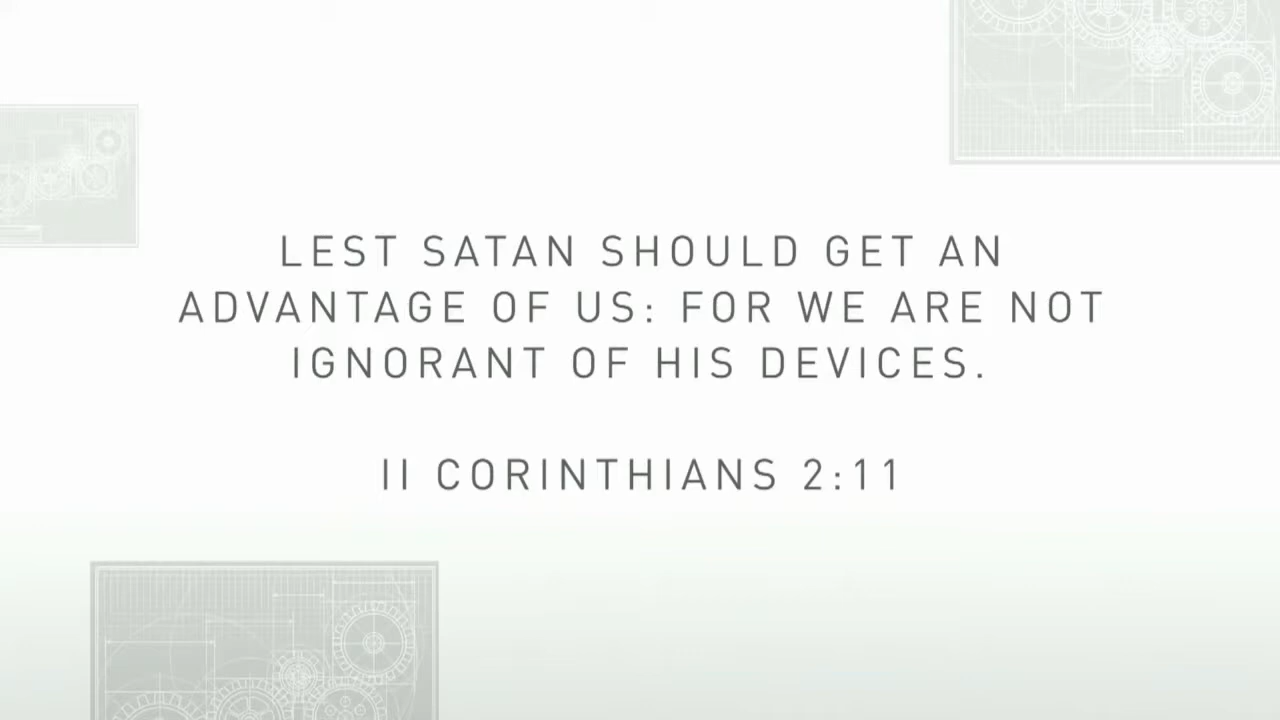 LEST SATAN SHOULD GET AN
ADVANTAGE OF US: FOR WE ARE NOT
IGNORANT OF HIS DEVICES.
II CORINTHIANS 2:11